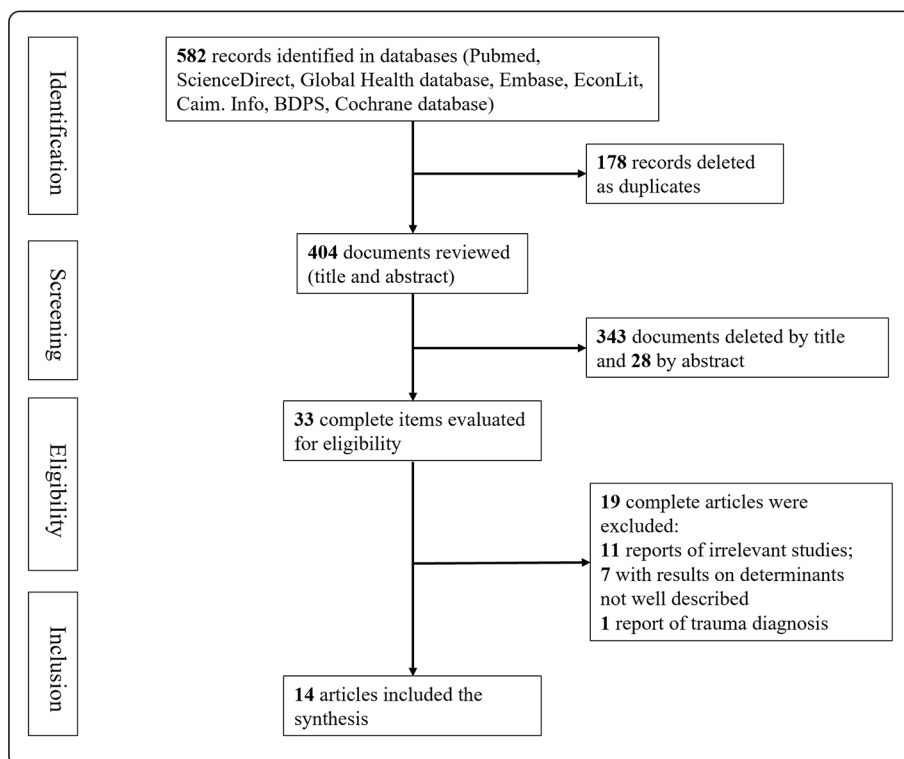 Identification
582 records identified in databases (Pubmed,
ScienceDirect, Global Health database, Embase, EconLit,
Caim. Info, BDPS, Cochrane database)
178 records deleted
as duplicates
Screening
404 documents reviewed
(title and abstract)
343 documents deleted by title
and 28 by abstract
Eligibility
33 complete items evaluated
for eligibility
19 complete articles were
excluded:
11 reports of irrelevant studies;
7 with results on determinants
not well described
1 report of trauma diagnosis
Inclusion
14 articles included the
synthesis